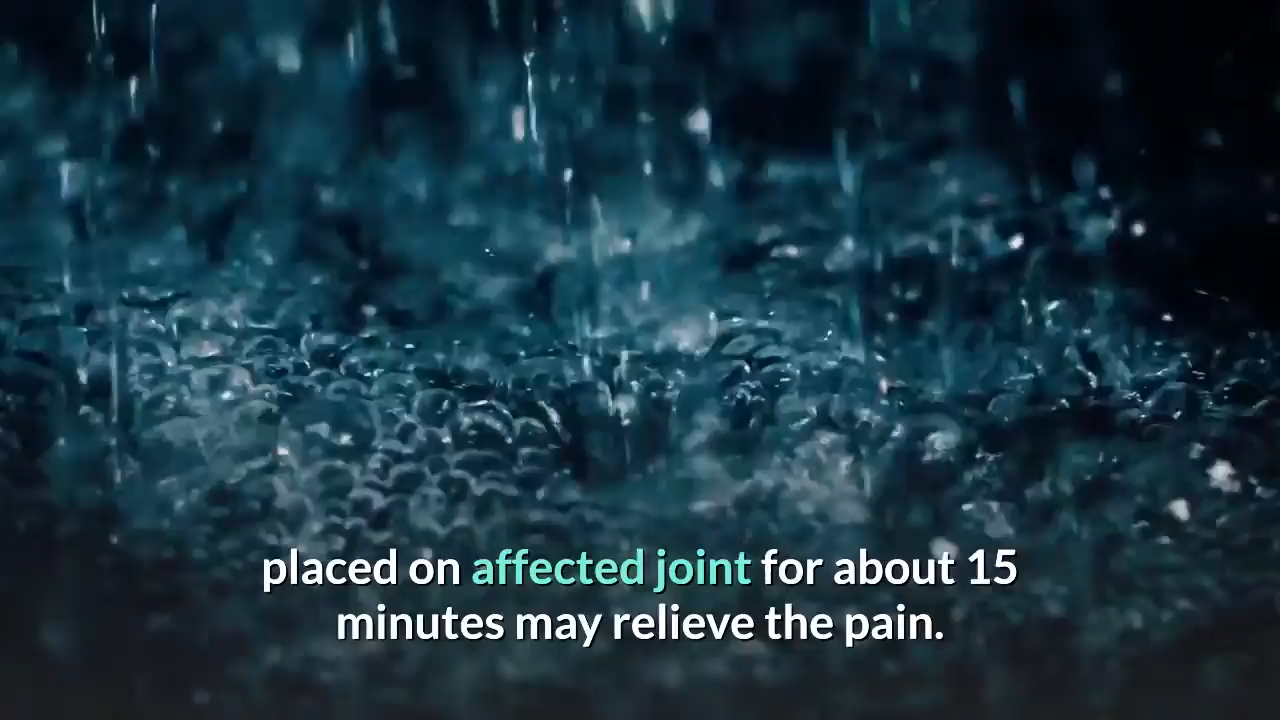 placed on affected joint for about 15
minutes may relieve the pain.